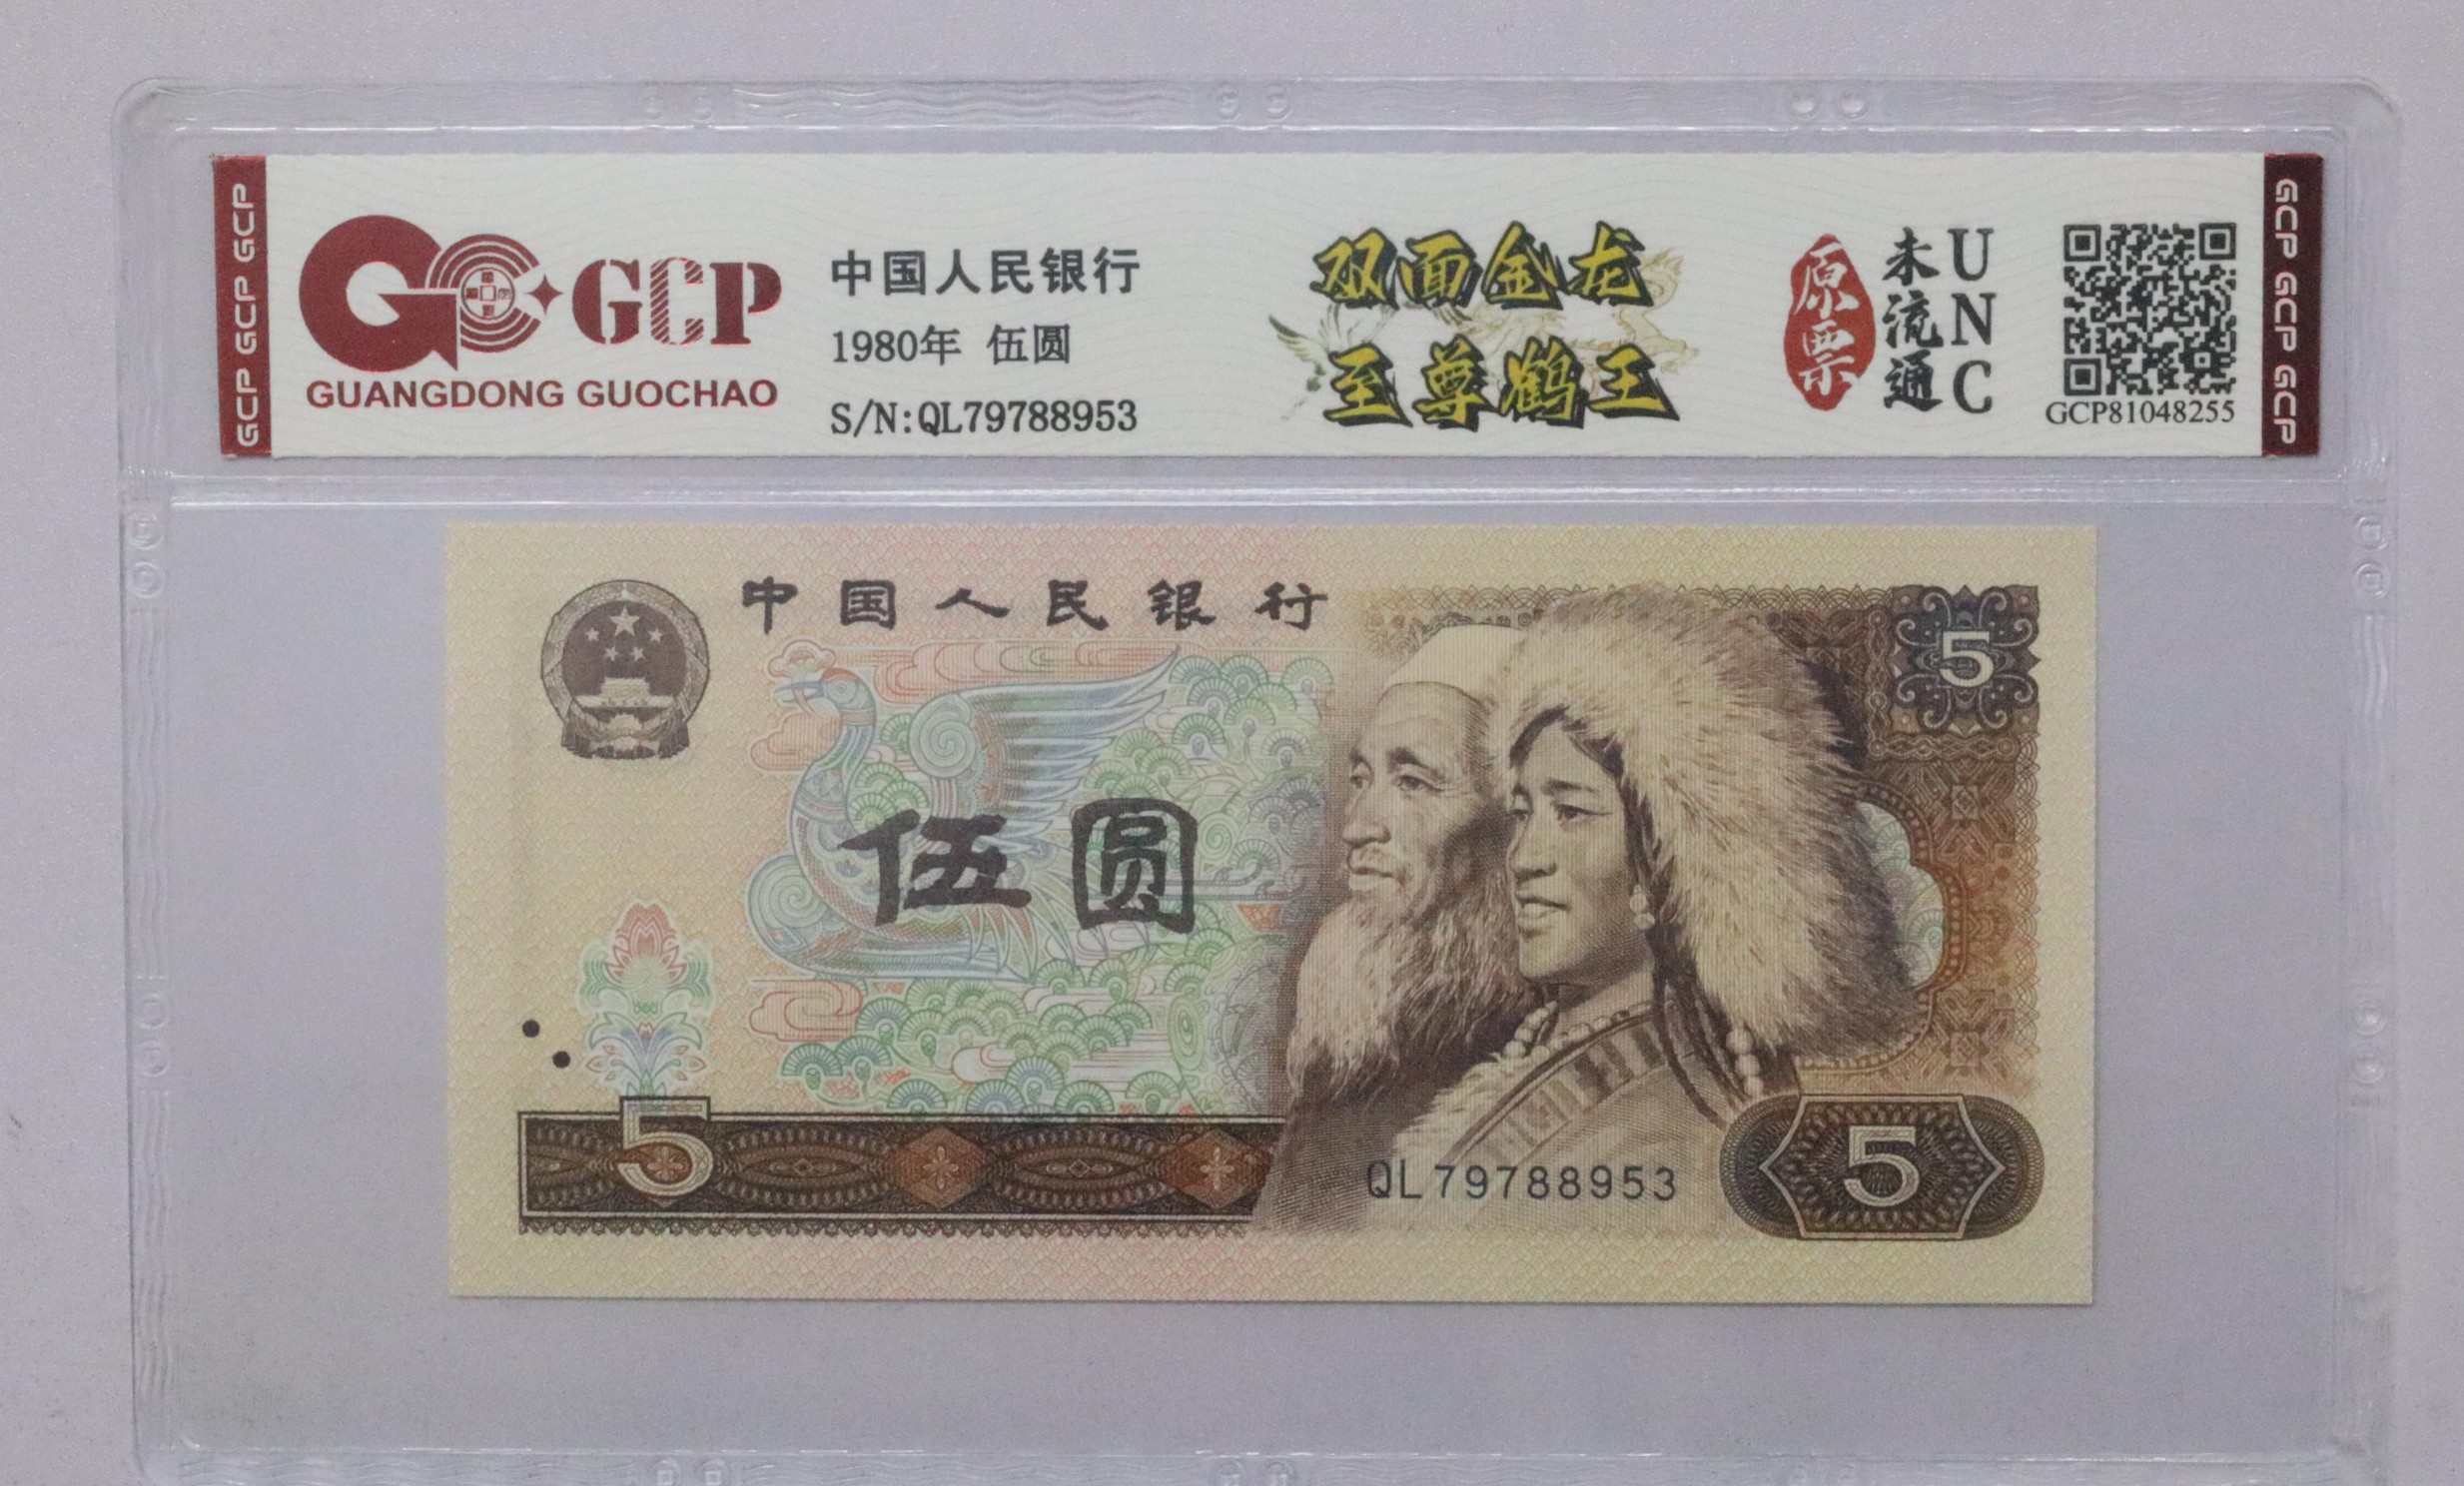 GCP GCP GCP
GCP
GUANGDONG GUOCHAO
中国人民银行
1980年 伍圆
S/N:QL79788953
双面金龙
至尊鹤王
原票
未流通
UNC
GCP81048255
GCP GCP GCP
中国人民银行
5
伍圆
5
QL79788953
5